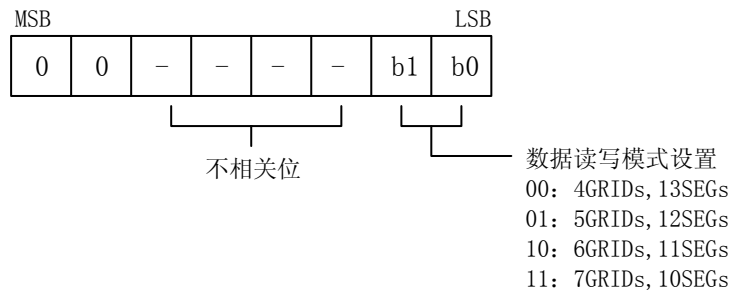 MSB LSB
0 0 - - - - b1 b0
不相关位
数据读写模式设置
00: 4GRIDs,13SEGs
01: 5GRIDs,12SEGs
10: 6GRIDs,11SEGs
11: 7GRIDs,10SEGs